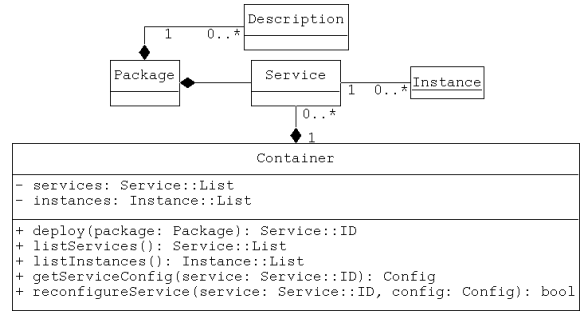 Description
1 0..*
Package
Service
1 0..*
Instance
0..*
1
Container
- services: Service::List
- instances: Instance::List
+ deploy(package: Package): Service::ID
+ listServices(): Service::List
+ listInstances(): Instance::List
+ getServiceConfig(service: Service::ID): Config
+ reconfigureService(service: Service::ID, config: Config): bool